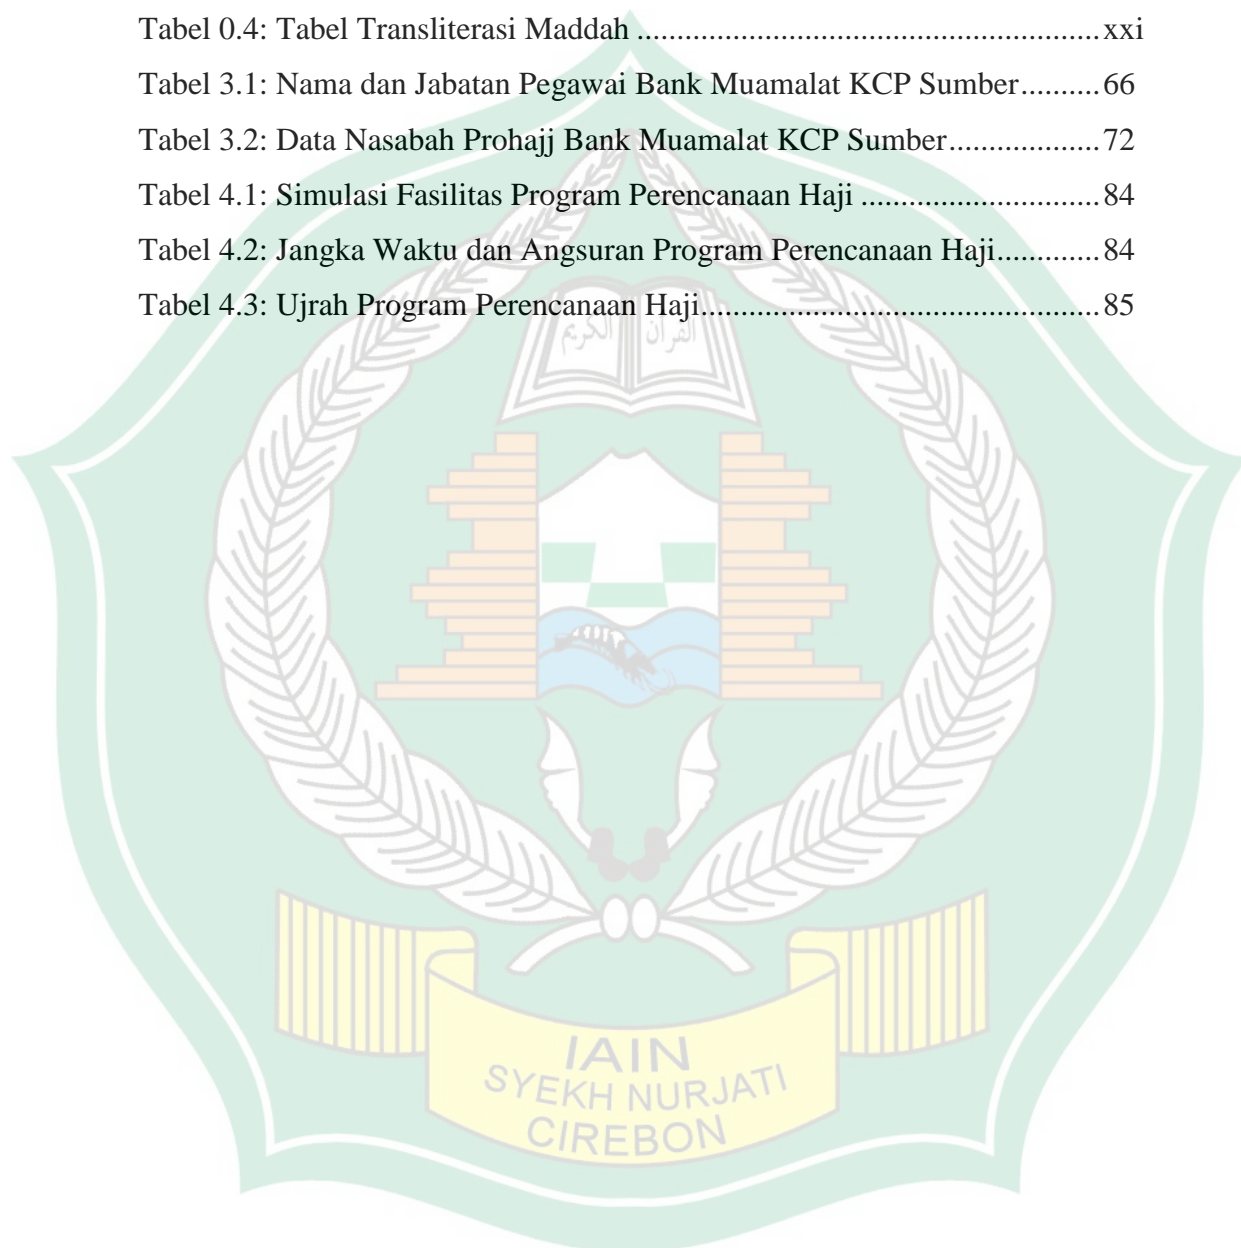 Tabel 0.4: Tabel Transliterasi Maddah ..........................................................xxi
Tabel 3.1: Nama dan Jabatan Pegawai Bank Muamalat KCP Sumber..........66
Tabel 3.2: Data Nasabah Prohajj Bank Muamalat KCP Sumber...................72
Tabel 4.1: Simulasi Fasilitas Program Perencanaan Haji ..............................84
Tabel 4.2: Jangka Waktu dan Angsuran Program Perencanaan Haji.............84
Tabel 4.3: Ujrah Program Perencanaan Haji..................................................85
القرآن الكريم
IAIN
SYEKH NURJATI
CIREBON